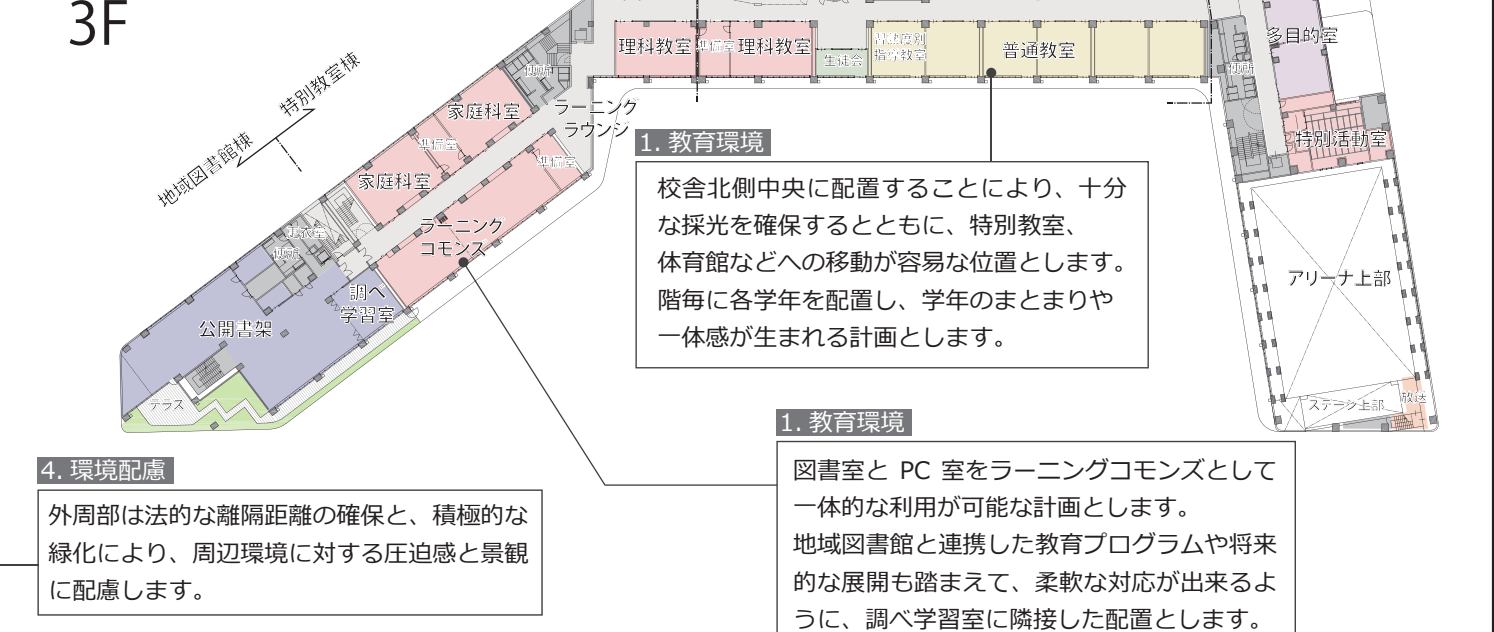 3F
特別教室棟
地域図書館棟
理科教室
準備室
理科教室
生徒会
習熟度別
指導教室
普通教室
便所
多目的室
特別活動室
便所
家庭科室
準備室
家庭科室
ラーニング
ラウンジ
準備室
ラーニング
コモンズ
更衣室
便所
調べ
学習室
公開書架
テラス
アリーナ上部
ステージ上部
放送
1. 教育環境
校舎北側中央に配置することにより、十分
な採光を確保するとともに、特別教室、
体育館などへの移動が容易な位置とします。
階毎に各学年を配置し、学年のまとまりや
一体感が生まれる計画とします。
1. 教育環境
図書室と PC 室をラーニングコモンズとして
一体的な利用が可能な計画とします。
地域図書館と連携した教育プログラムや将来
的な展開も踏まえて、柔軟な対応が出来るよ
うに、調べ学習室に隣接した配置とします。
4. 環境配慮
外周部は法的な離隔距離の確保と、積極的な
緑化により、周辺環境に対する圧迫感と景観
に配慮します。